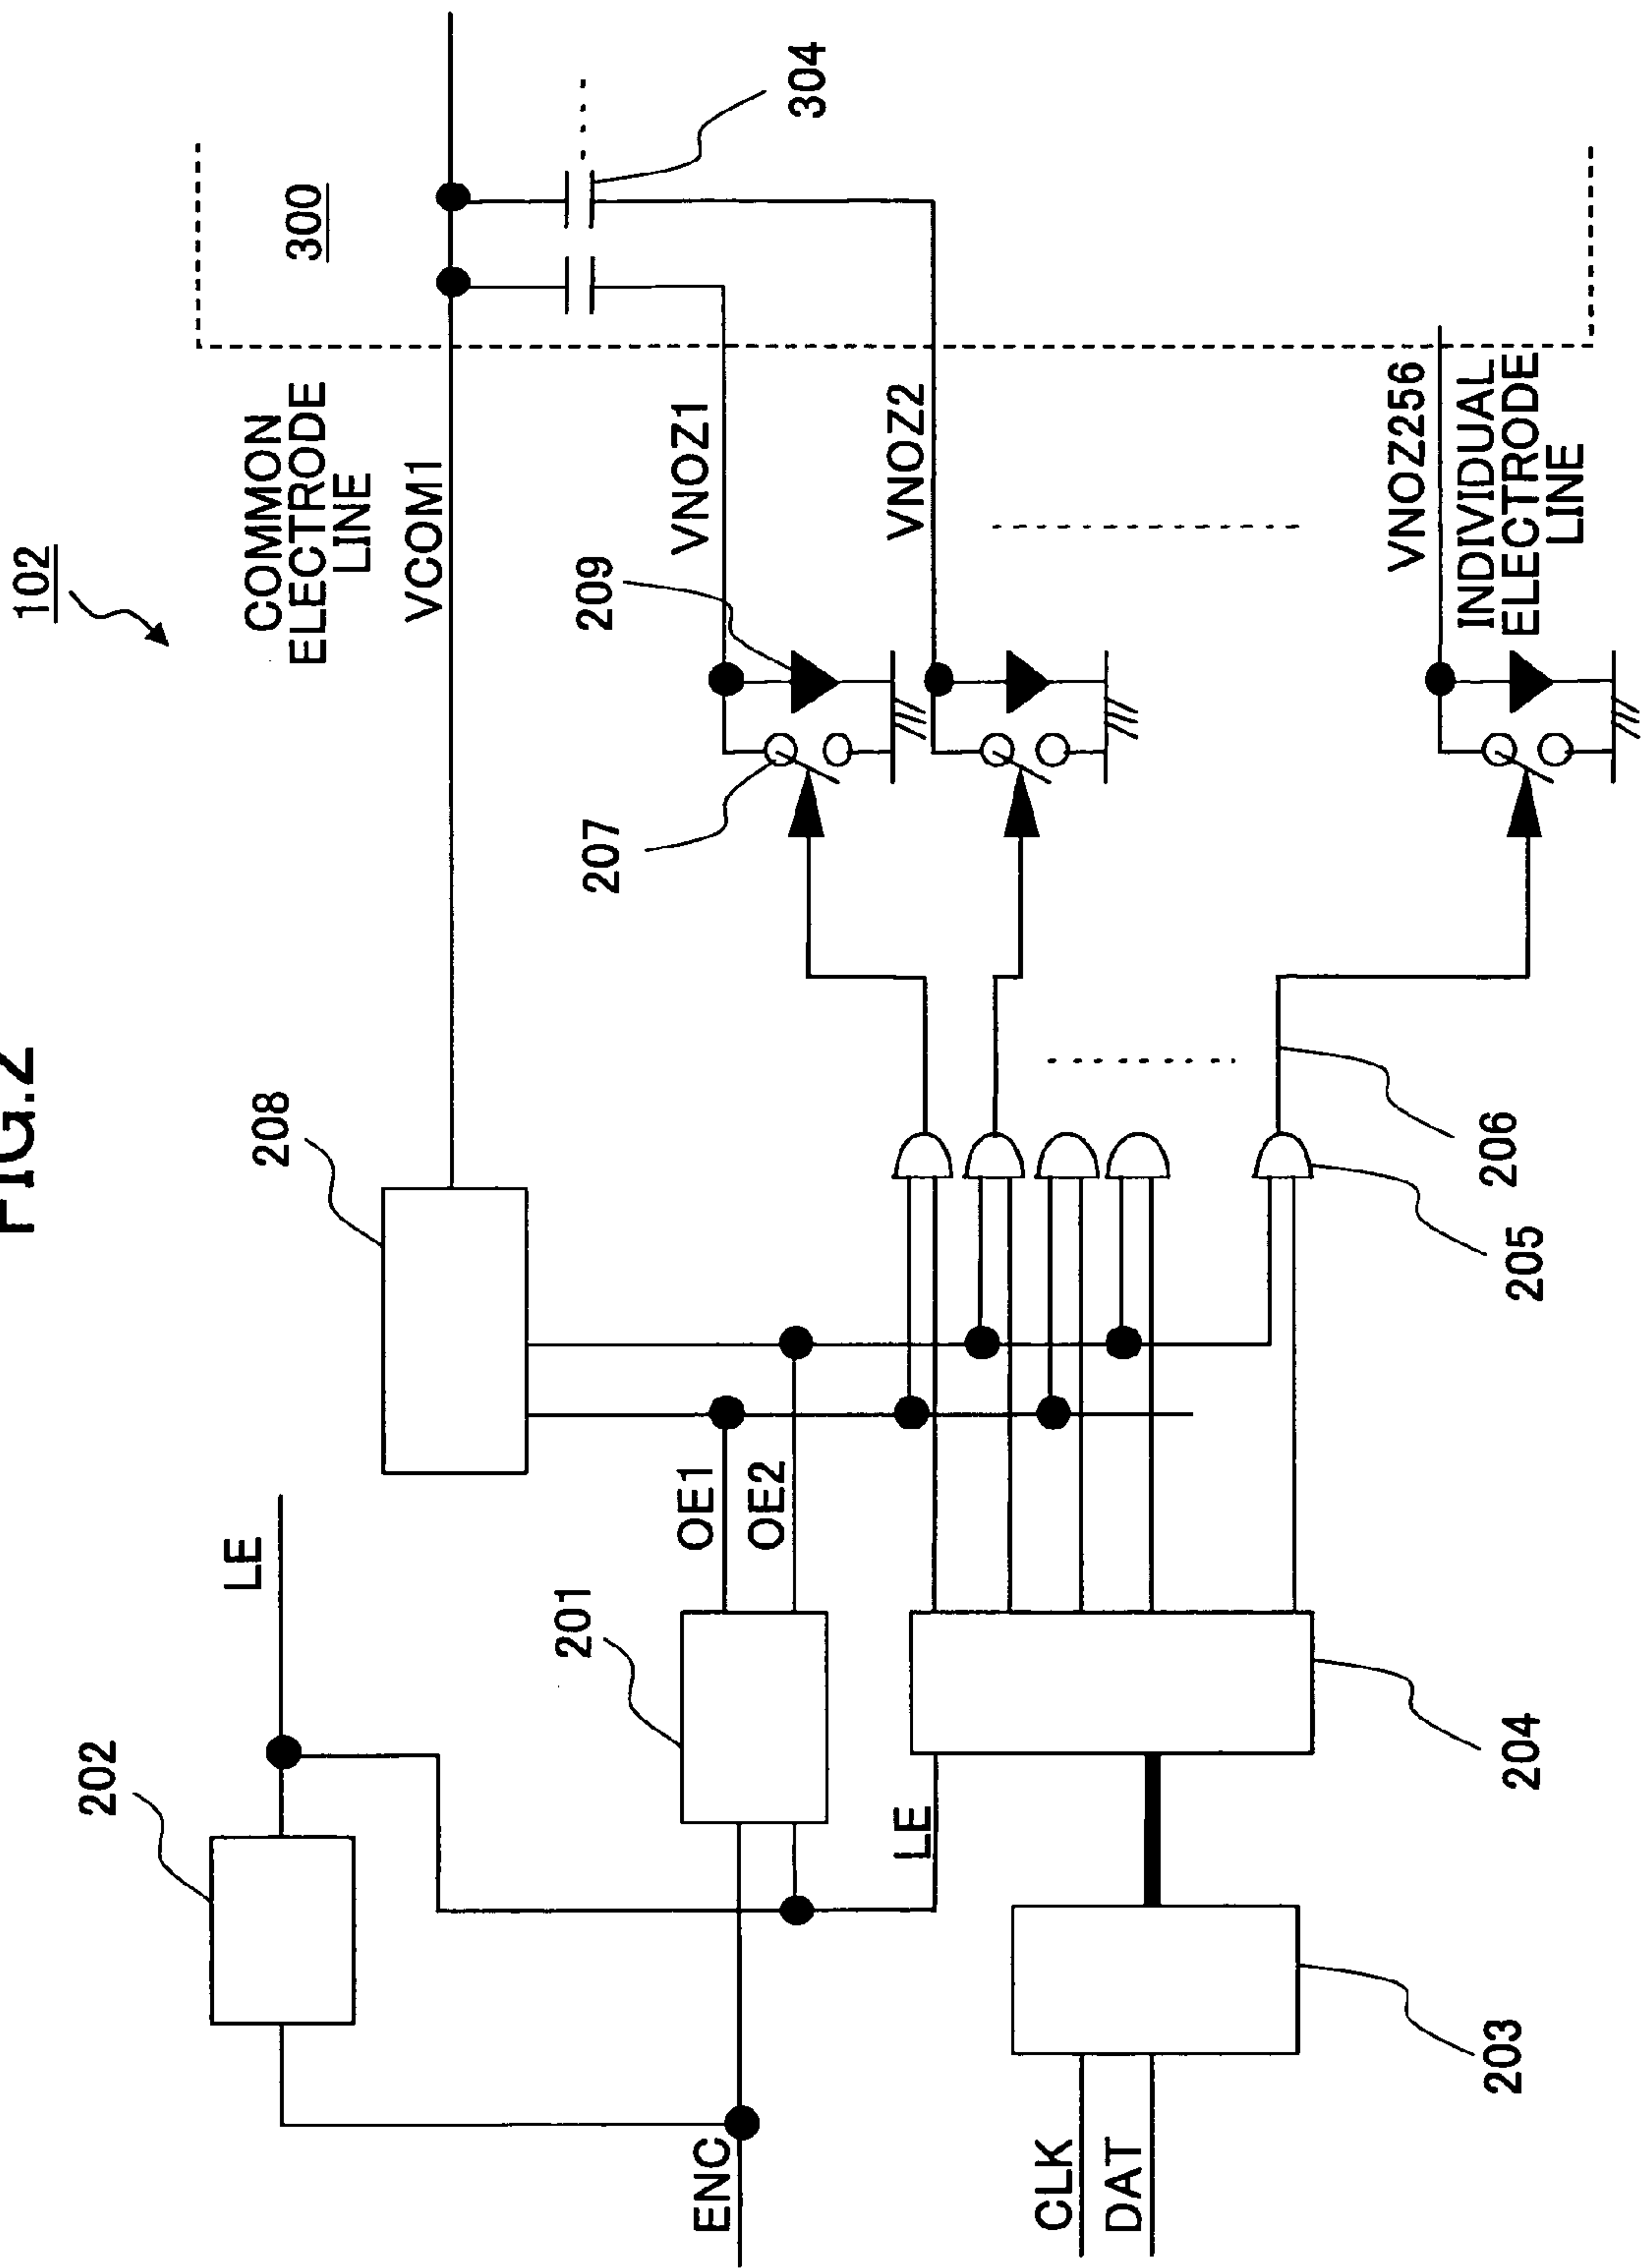 FIG.2
102
COMMON
ELECTRODE
LINE
VCOM1
300
304
208
LE
202
209
VNOZ1
207
VNOZ2
OE1
OE2
201
ENC
LE
CLK
DAT
203
204
205
206
VNOZ256
INDIVIDUAL
ELECTRODE
LINE